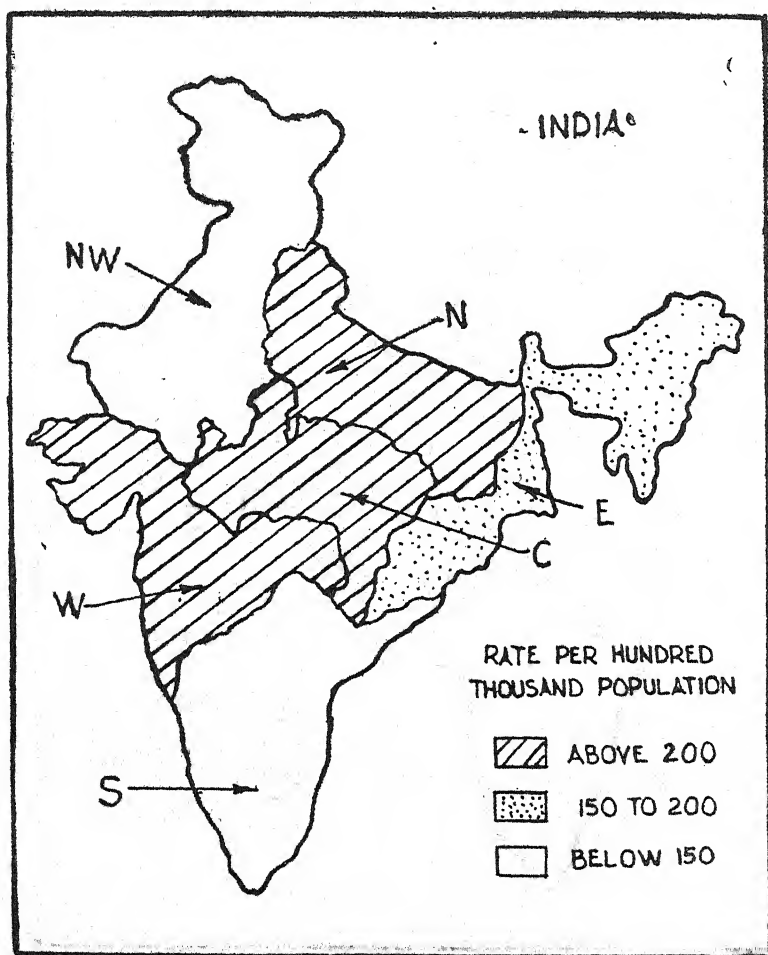 INDIA
NW
N
E
C
W
S
RATE PER HUNDRED
THOUSAND POPULATION
ABOVE 200
150 TO 200
BELOW 150